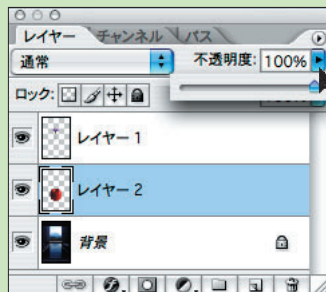 レイヤー チャンネル パス
通常 不透明度: 100%
ロック:
レイヤー 1
レイヤー 2
背景